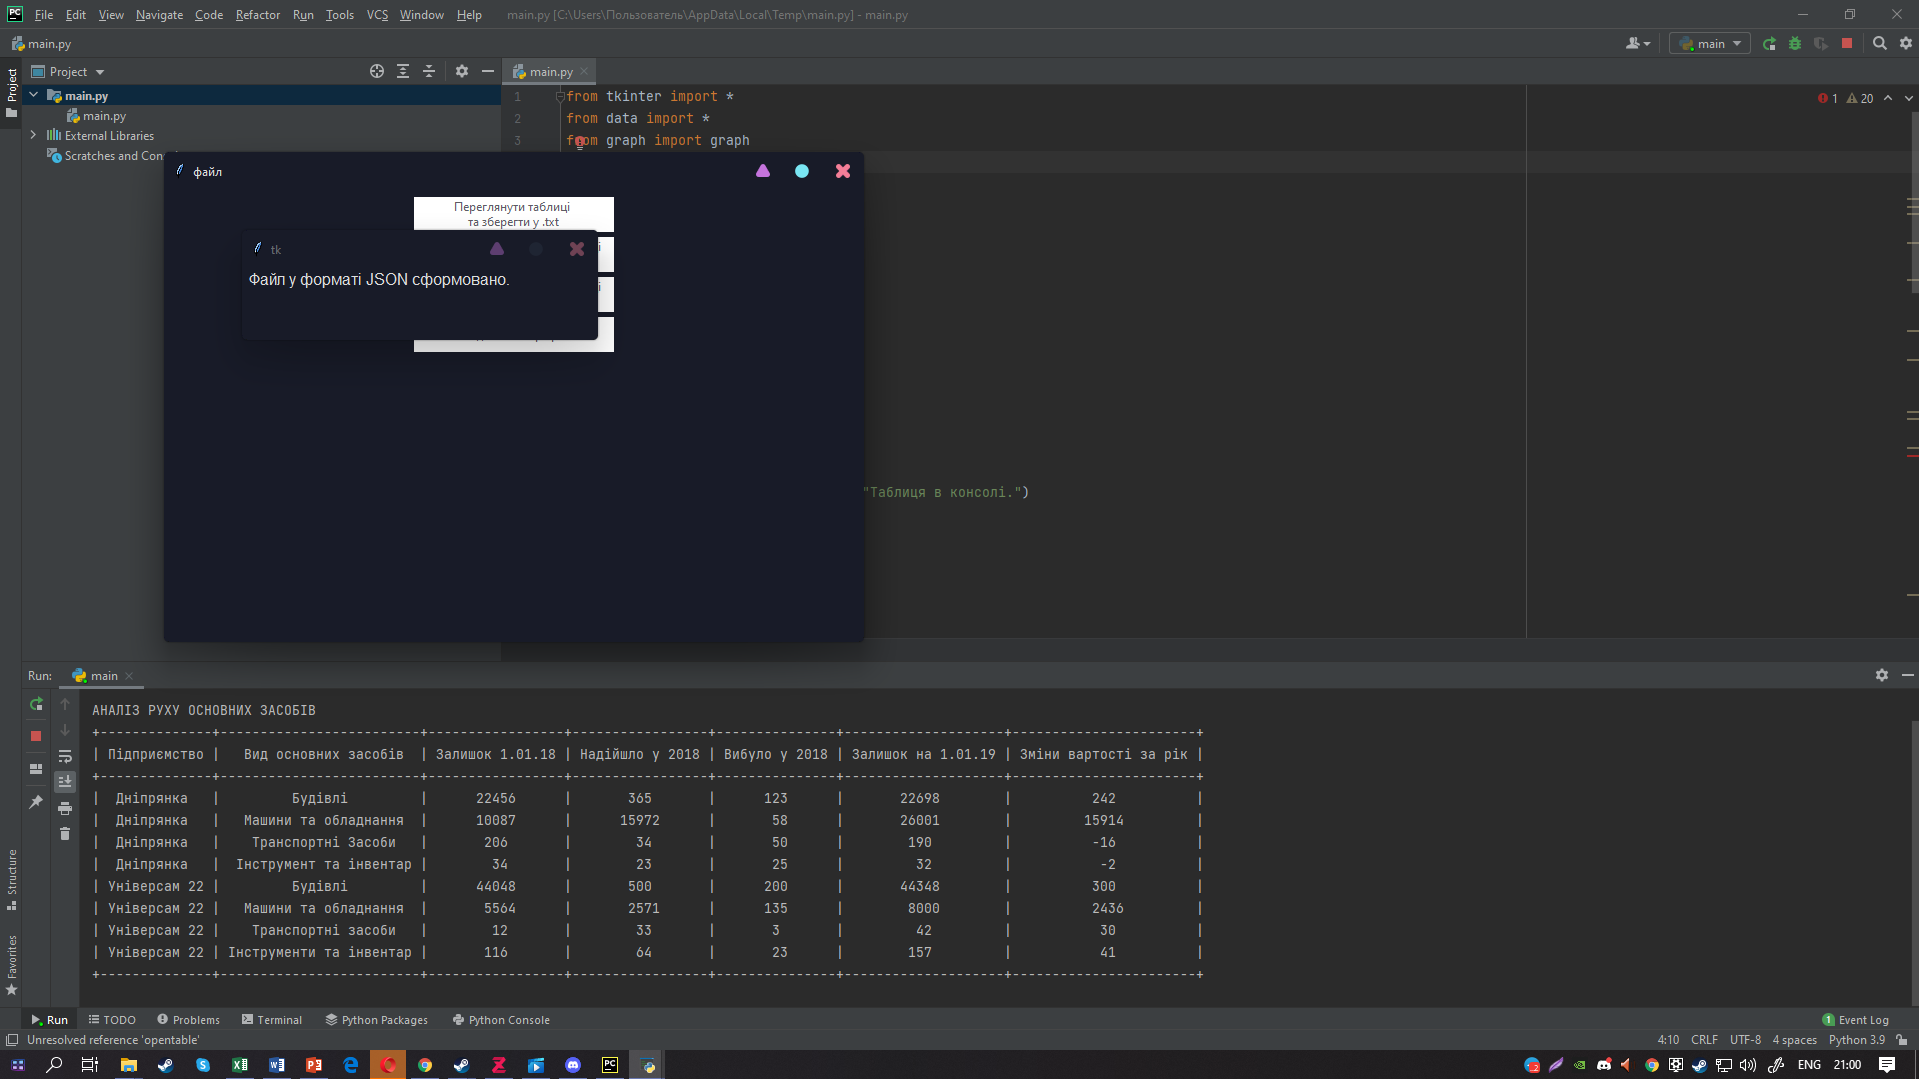 File Edit View Navigate Code Refactor Run Tools VCS Window Help main.py [C:\Users\Пользователь\AppData\Local\Temp\main.py] - main.py
main.py
main
Project
main.py
1 20
main.py
main.py
External Libraries
Scratches and Con
1 from tkinter import *
2 from data import *
3 from graph import graph
файл
Переглянути таблиці
та зберегти у .txt
tk
Файл у форматі JSON сформовано.
"Таблиця в консолі.")
Project
Structure
Favorites
Run: main
АНАЛІЗ РУХУ ОСНОВНИХ ЗАСОБІВ
+--------------+-------------------------+-----------------+-----------------+---------------+--------------------+-----------------------+
| Підприємство | Вид основних засобів | Залишок 1.01.18 | Надійшло у 2018 | Вибуло у 2018 | Залишок на 1.01.19 | Зміни вартості за рік |
+--------------+-------------------------+-----------------+-----------------+---------------+--------------------+-----------------------+
| Дніпрянка | Будівлі | 22456 | 365 | 123 | 22698 | 242 |
| Дніпрянка | Машини та обладнання | 10087 | 15972 | 58 | 26001 | 15914 |
| Дніпрянка | Транспортні Засоби | 206 | 34 | 50 | 190 | -16 |
| Дніпрянка | Інструмент та інвентар | 34 | 23 | 25 | 32 | -2 |
| Універсам 22 | Будівлі | 44048 | 500 | 200 | 44348 | 300 |
| Універсам 22 | Машини та обладнання | 5564 | 2571 | 135 | 8000 | 2436 |
| Універсам 22 | Транспортні засоби | 12 | 33 | 3 | 42 | 30 |
| Універсам 22 | Інструменти та інвентар | 116 | 64 | 23 | 157 | 41 |
+--------------+-------------------------+-----------------+-----------------+---------------+--------------------+-----------------------+
Run TODO Problems Terminal Python Packages Python Console 1 Event Log
Unresolved reference 'opentable' 4:10 CRLF UTF-8 4 spaces Python 3.9
ENG 21:00